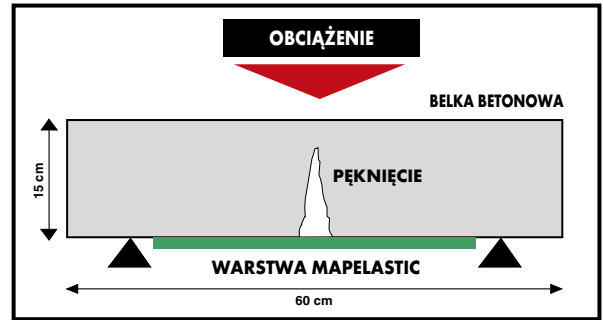 OBCIĄŻENIE
BELKA BETONOWA
15 cm
PĘKNIĘCIE
WARSTWA MAPELASTIC
60 cm